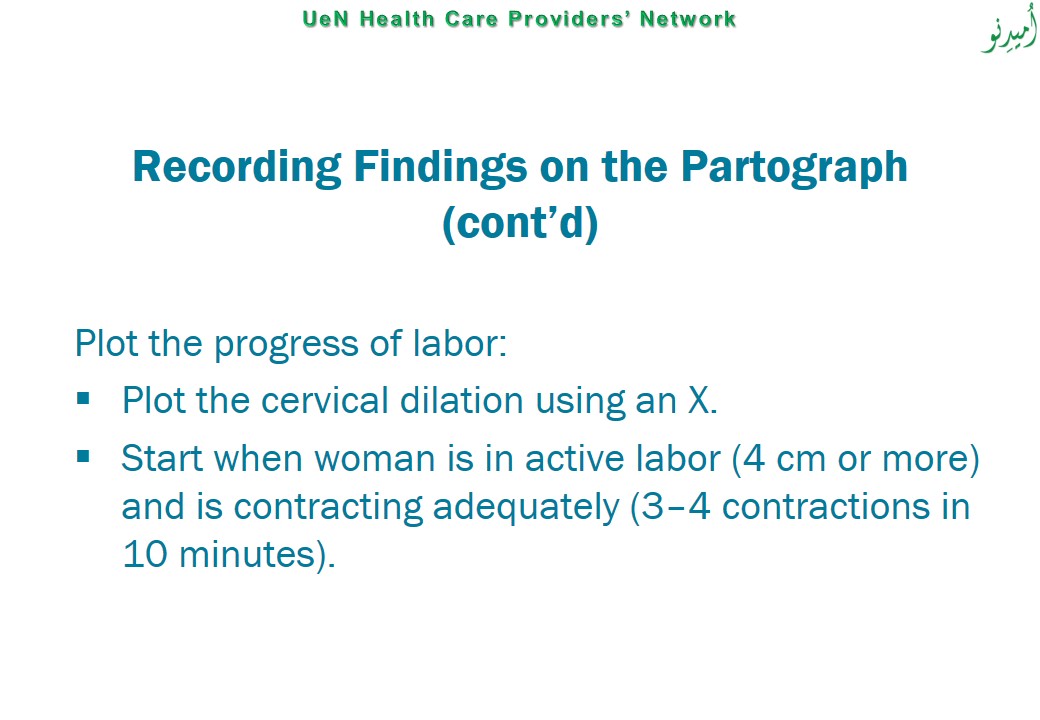 UeN Health Care Providers’ Network
اُمیدِنو
Recording Findings on the Partograph
(cont’d)
Plot the progress of labor:
▪ Plot the cervical dilation using an X.
▪ Start when woman is in active labor (4 cm or more)
and is contracting adequately (3–4 contractions in
10 minutes).